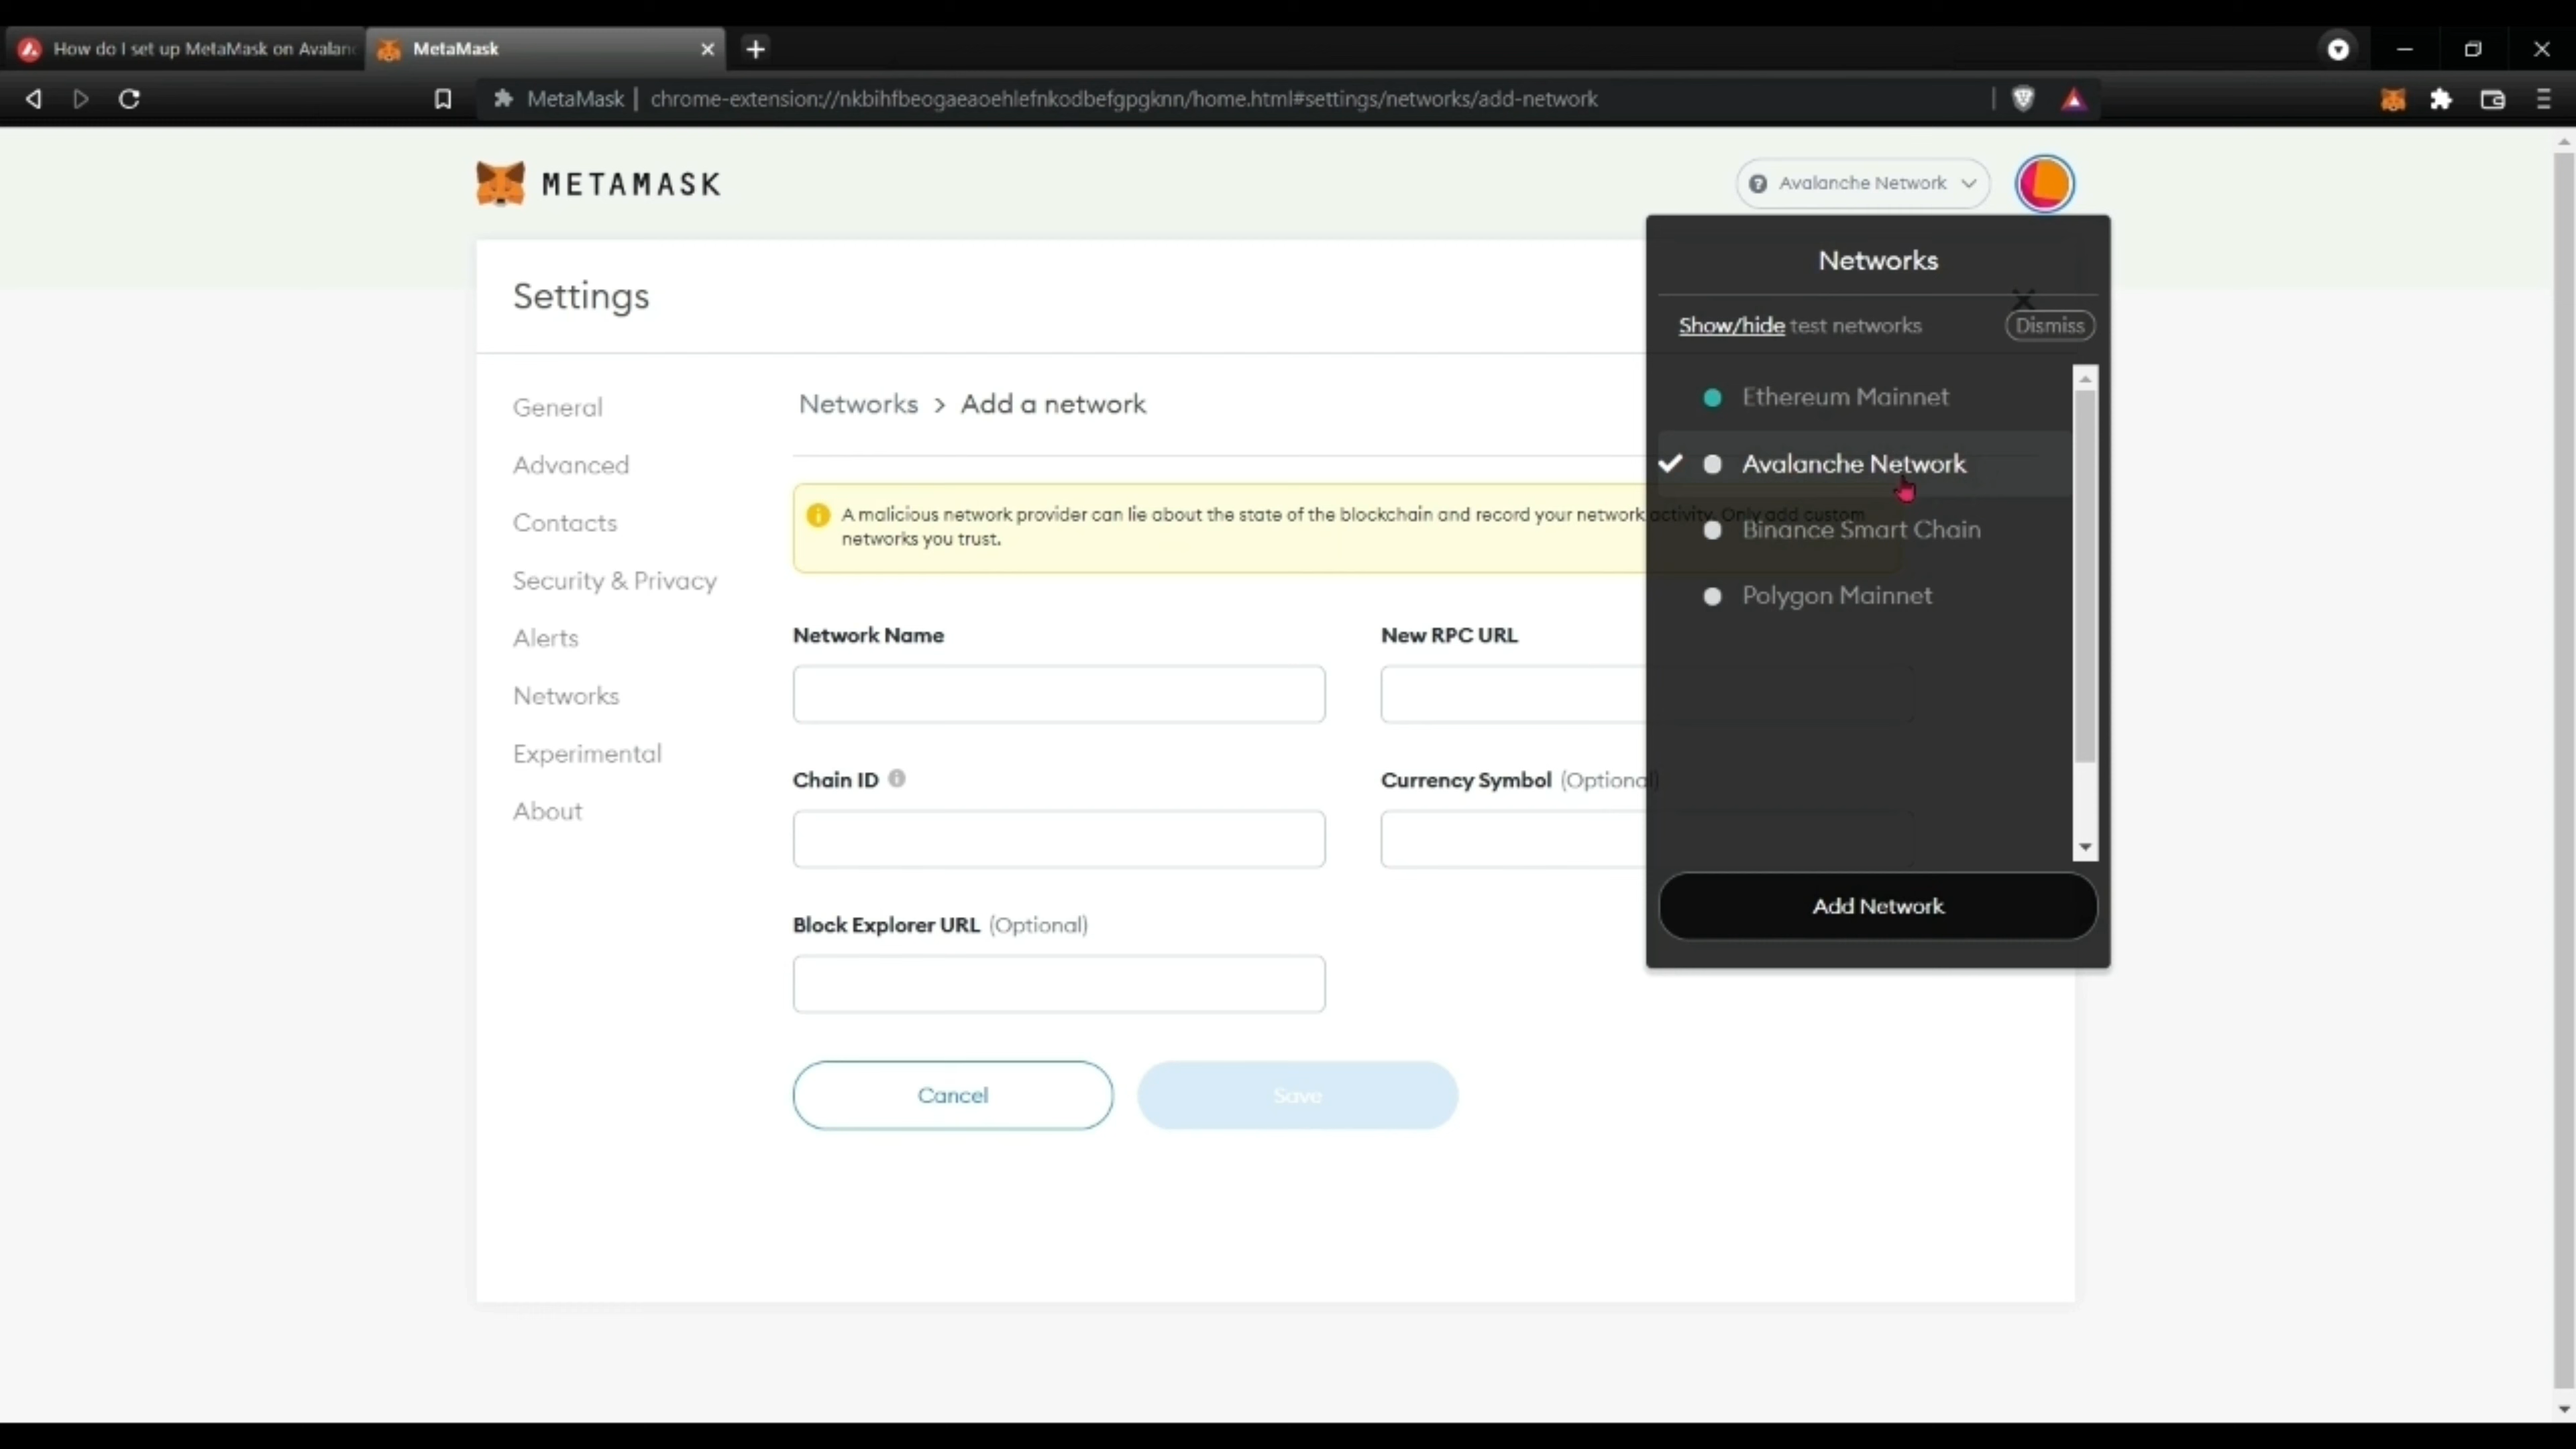 How do I set up MetaMask on Avalanc
MetaMask
MetaMask | chrome-extension://nkbihfbeogaeaoehlefnkodbefgpgknn/home.html#settings/networks/add-network
METAMASK
Avalanche Network
Networks
Settings
Show/hide test networks
Dismiss
General
Advanced
Contacts
Security & Privacy
Alerts
Networks
Experimental
About
Networks > Add a network
A malicious network provider can lie about the state of the blockchain and record your network activity. Only add custom
networks you trust.
Network Name
New RPC URL
Chain ID
Currency Symbol (Optional)
Block Explorer URL (Optional)
Cancel
Save
Ethereum Mainnet
Avalanche Network
Binance Smart Chain
Polygon Mainnet
Add Network